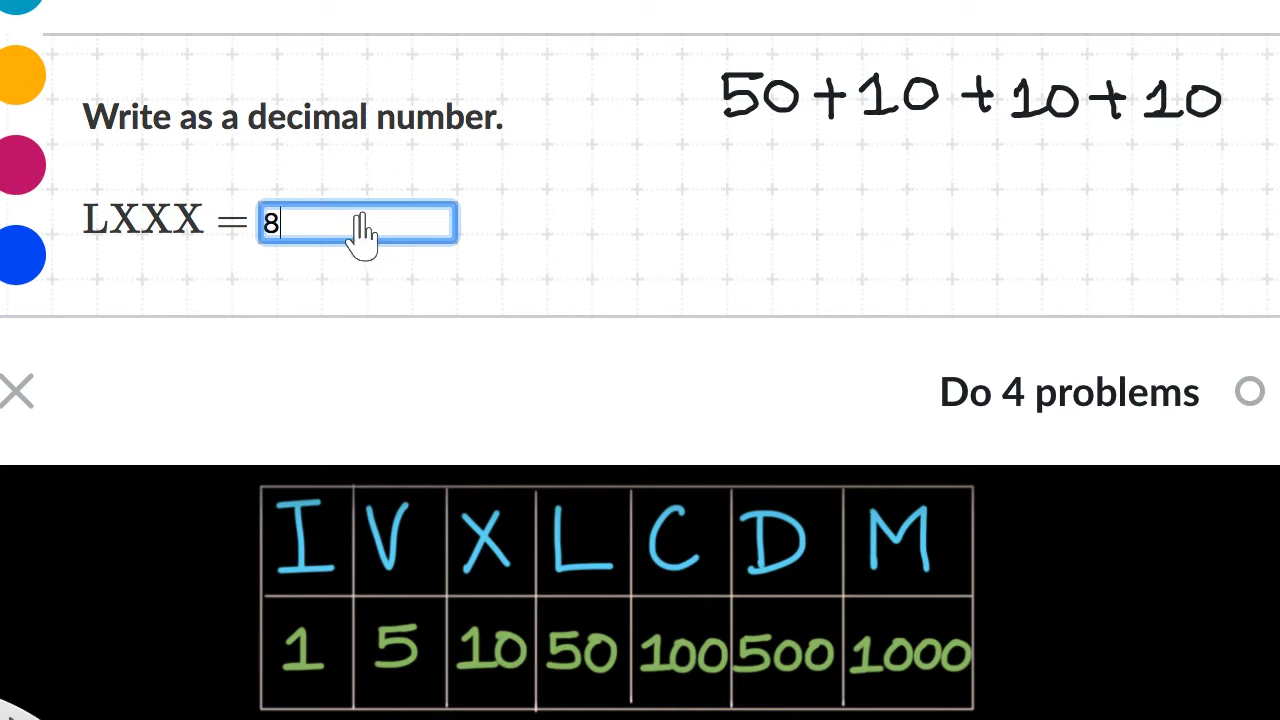 50+10+10+10
Write as a decimal number.
LXXX = 8
Do 4 problems
I V X L C D M
1 5 10 50 100 500 1000